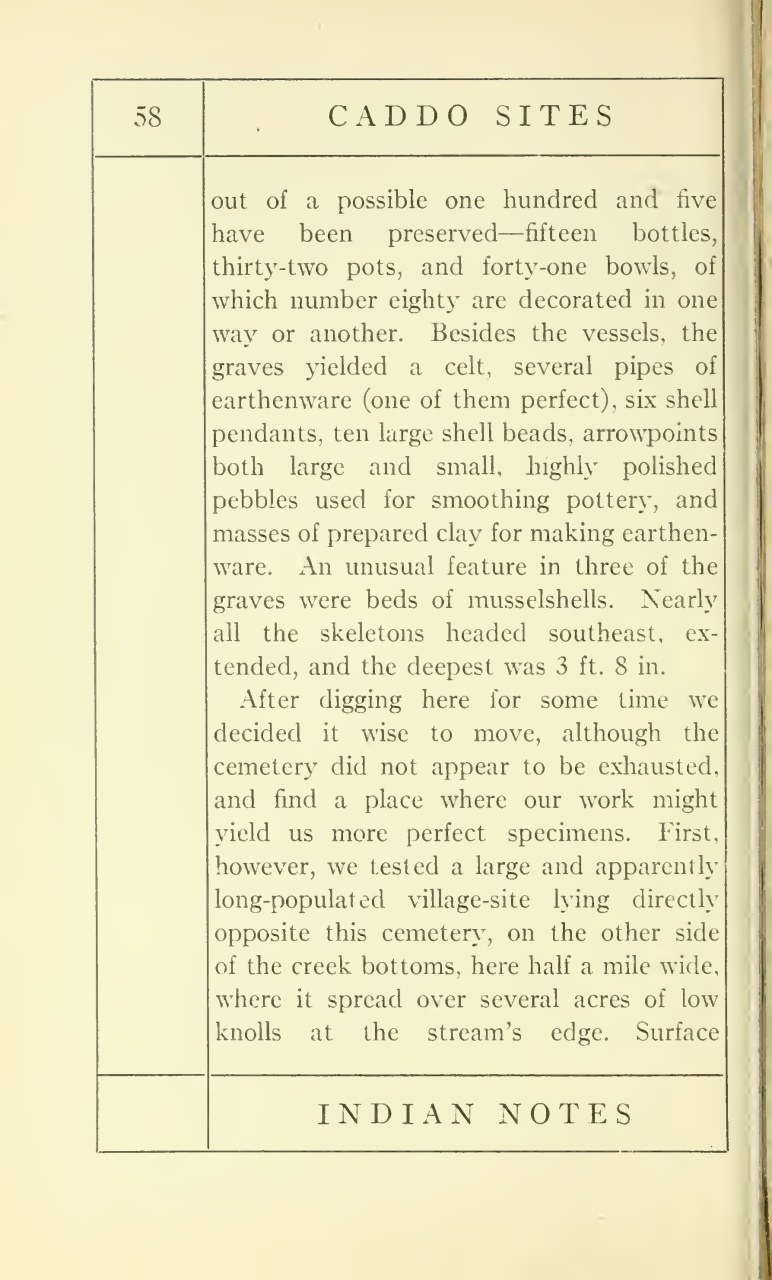 58
CADDO SITES
out of a possible one hundred and five
have been preserved—fifteen bottles,
thirty-two pots, and forty-one bowls, of
which number eighty are decorated in one
way or another. Besides the vessels, the
graves yielded a celt, several pipes of
earthenware (one of them perfect), six shell
pendants, ten large shell beads, arrowpoints
both large and small, highly polished
pebbles used for smoothing pottery, and
masses of prepared clay for making earthen-
ware. An unusual feature in three of the
graves were beds of musselshells. Nearly
all the skeletons headed southeast, ex-
tended, and the deepest was 3 ft. 8 in.
After digging here for some time we
decided it wise to move, although the
cemetery did not appear to be exhausted,
and find a place where our work might
yield us more perfect specimens. First,
however, we tested a large and apparently
long-populated village-site lying directly
opposite this cemetery, on the other side
of the creek bottoms, here half a mile wide,
where it spread over several acres of low
knolls at the stream's edge. Surface
INDIAN NOTES